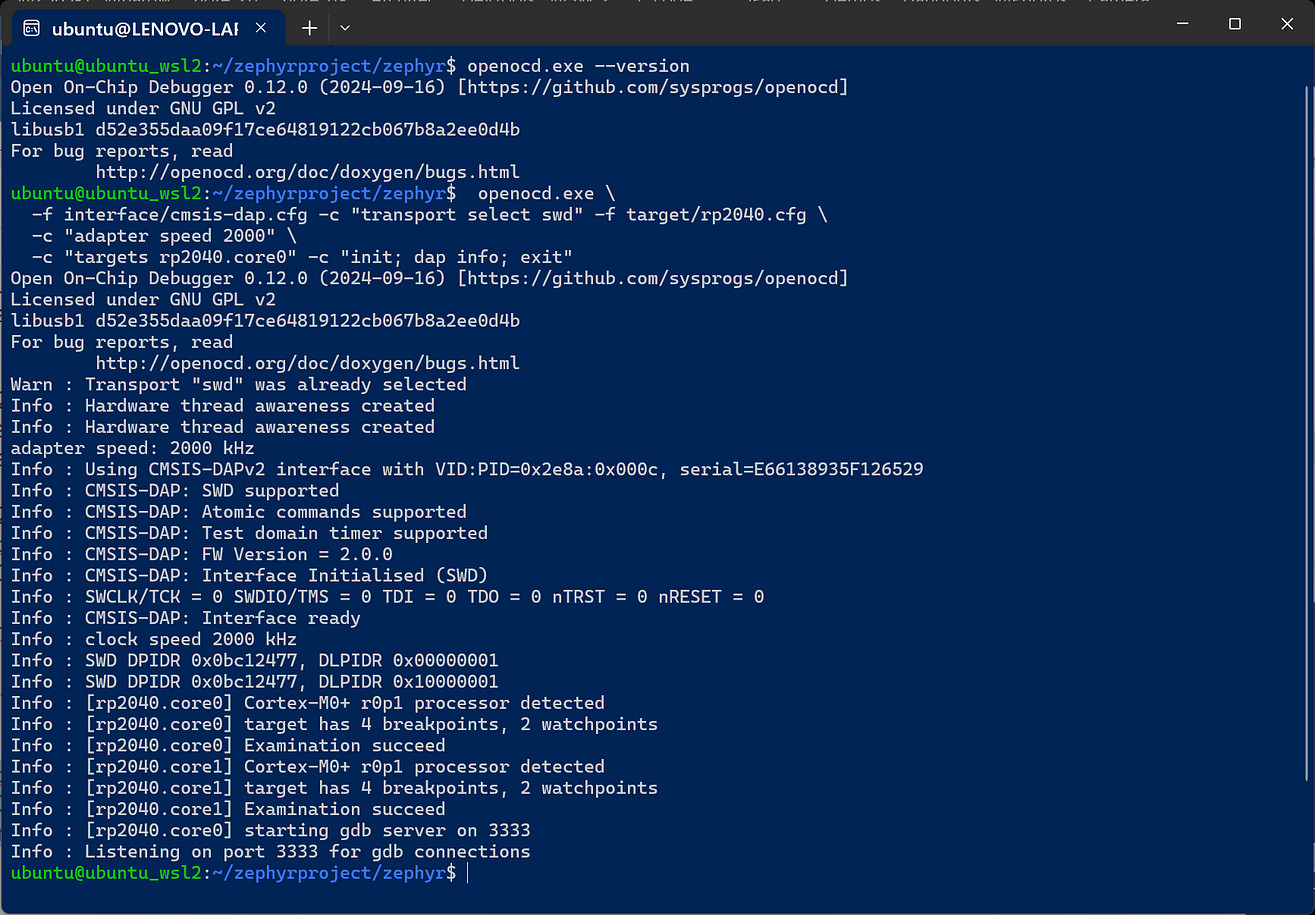 ubuntu@LENOVO-LAP
ubuntu@ubuntu_wsl2:~/zephyrproject/zephyr$ openocd.exe --version
Open On-Chip Debugger 0.12.0 (2024-09-16) [https://github.com/sysprogs/openocd]
Licensed under GNU GPL v2
libusb1 d52e355daa09f17ce64819122cb067b8a2ee0d4b
For bug reports, read
        http://openocd.org/doc/doxygen/bugs.html
ubuntu@ubuntu_wsl2:~/zephyrproject/zephyr$  openocd.exe \
  -f interface/cmsis-dap.cfg -c "transport select swd" -f target/rp2040.cfg \
  -c "adapter speed 2000" \
  -c "targets rp2040.core0" -c "init; dap info; exit"
Open On-Chip Debugger 0.12.0 (2024-09-16) [https://github.com/sysprogs/openocd]
Licensed under GNU GPL v2
libusb1 d52e355daa09f17ce64819122cb067b8a2ee0d4b
For bug reports, read
        http://openocd.org/doc/doxygen/bugs.html
Warn : Transport "swd" was already selected
Info : Hardware thread awareness created
Info : Hardware thread awareness created
adapter speed: 2000 kHz
Info : Using CMSIS-DAPv2 interface with VID:PID=0x2e8a:0x000c, serial=E66138935F126529
Info : CMSIS-DAP: SWD supported
Info : CMSIS-DAP: Atomic commands supported
Info : CMSIS-DAP: Test domain timer supported
Info : CMSIS-DAP: FW Version = 2.0.0
Info : CMSIS-DAP: Interface Initialised (SWD)
Info : SWCLK/TCK = 0 SWDIO/TMS = 0 TDI = 0 TDO = 0 nTRST = 0 nRESET = 0
Info : CMSIS-DAP: Interface ready
Info : clock speed 2000 kHz
Info : SWD DPIDR 0x0bc12477, DLPIDR 0x00000001
Info : SWD DPIDR 0x0bc12477, DLPIDR 0x10000001
Info : [rp2040.core0] Cortex-M0+ r0p1 processor detected
Info : [rp2040.core0] target has 4 breakpoints, 2 watchpoints
Info : [rp2040.core0] Examination succeed
Info : [rp2040.core1] Cortex-M0+ r0p1 processor detected
Info : [rp2040.core1] target has 4 breakpoints, 2 watchpoints
Info : [rp2040.core1] Examination succeed
Info : [rp2040.core0] starting gdb server on 3333
Info : Listening on port 3333 for gdb connections
ubuntu@ubuntu_wsl2:~/zephyrproject/zephyr$